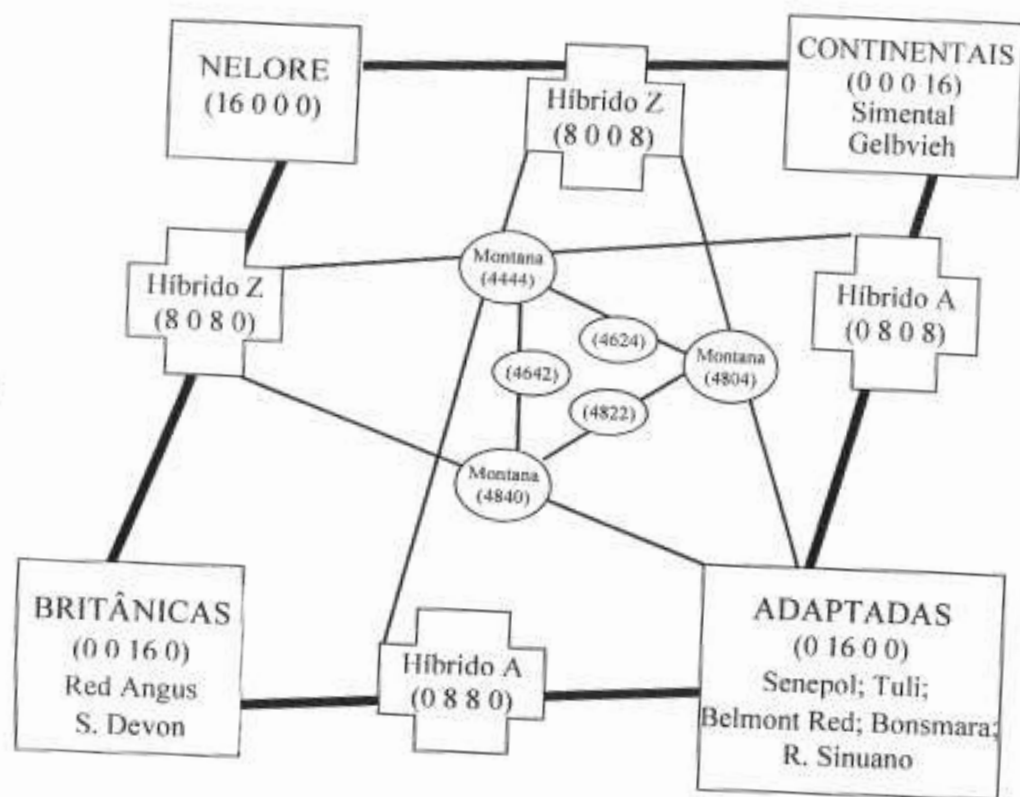 NELORE
(16 0 0 0)
Híbrido Z
(8 0 0 8)
CONTINENTAIS
(0 0 0 16)
Simental
Gelbvieh
Híbrido Z
(8 0 8 0)
Montana
(4444)
Híbrido A
(0 8 0 8)
(4624)
(4642)
Montana
(4804)
(4822)
Montana
(4840)
BRITÂNICAS
(0 0 16 0)
Red Angus
S. Devon
Híbrido A
(0 8 8 0)
ADAPTADAS
(0 16 0 0)
Senepol; Tuli;
Belmont Red; Bonsmara;
R. Sinuano